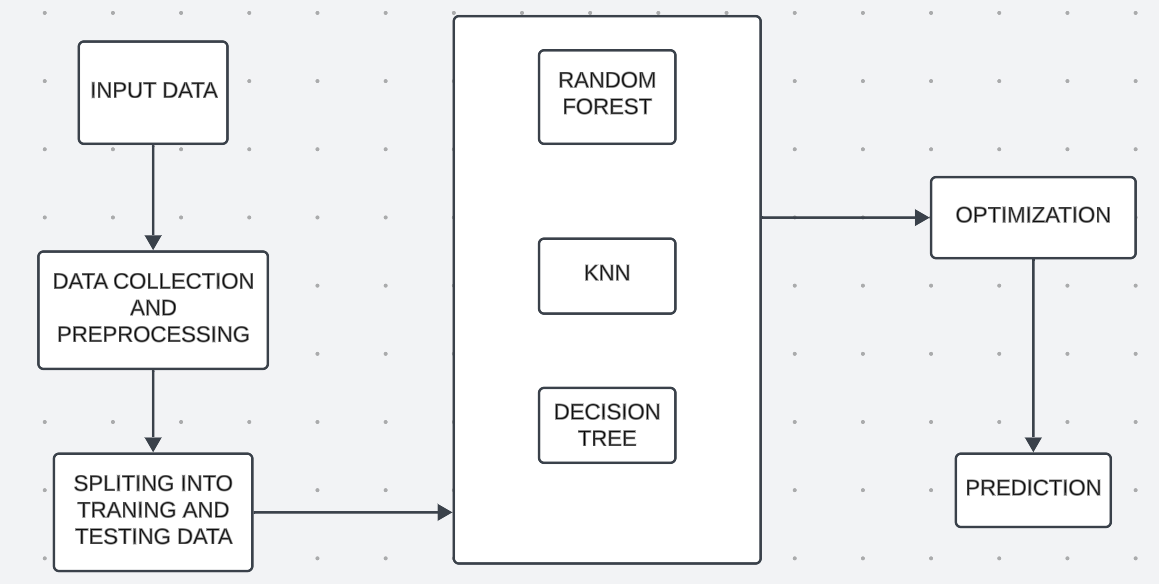 INPUT DATA
DATA COLLECTION
AND
PREPROCESSING
SPLITING INTO
TRANING AND
TESTING DATA
RANDOM
FOREST
KNN
DECISION
TREE
OPTIMIZATION
PREDICTION